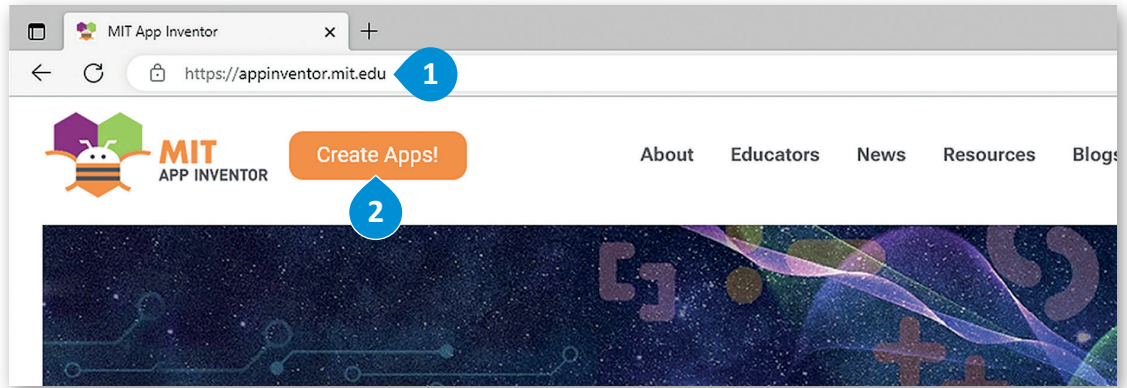 MIT App Inventor
https://appinventor.mit.edu
1
MIT
APP INVENTOR
Create Apps!
About Educators News Resources Blogs
2